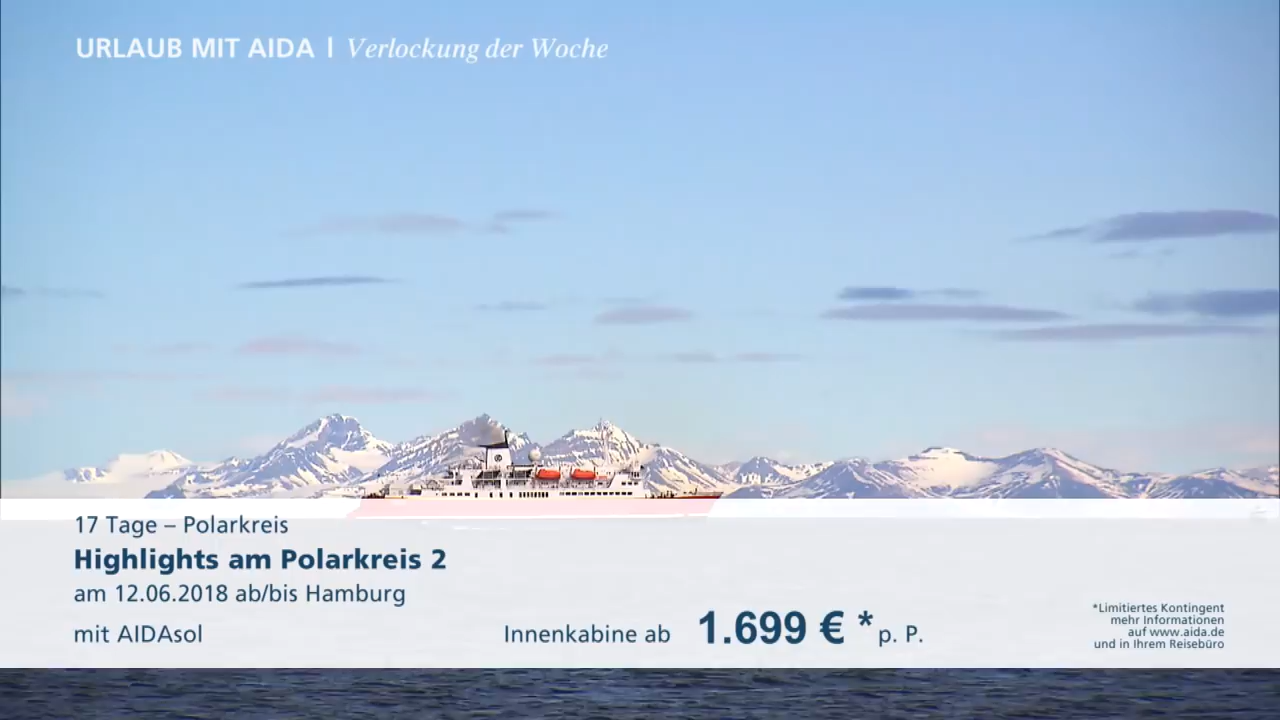 URLAUB MIT AIDA | Verlockung der Woche
17 Tage – Polarkreis
Highlights am Polarkreis 2
am 12.06.2018 ab/bis Hamburg
mit AIDAsol
Innenkabine ab 1.699 € * p. P.
*Limitiertes Kontingent
mehr Informationen
auf www.aida.de
und in Ihrem Reisebüro